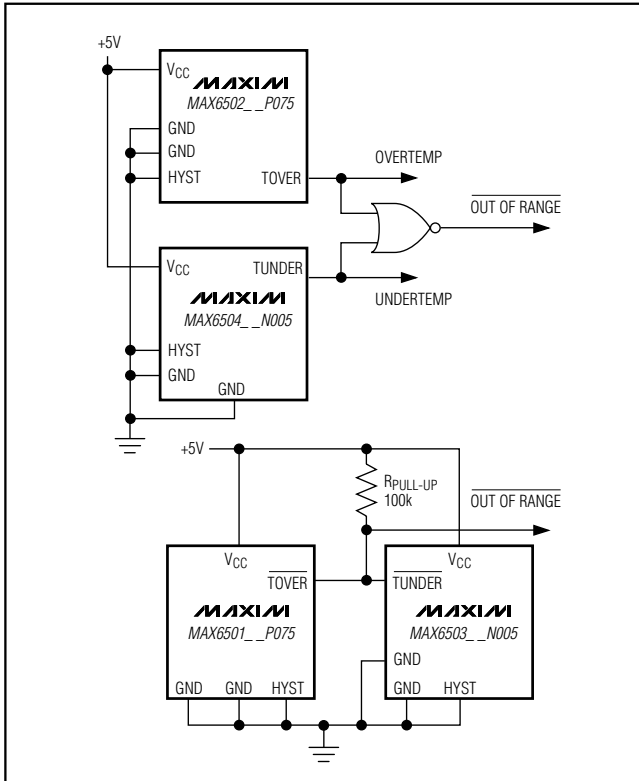 +5V
VCC
MAXIM
MAX6502_ _P075
GND
GND
HYST
TOVER
OVERTEMP
OUT OF RANGE
VCC
TUNDER
MAXIM
MAX6504_ _N005
UNDERTEMP
HYST
GND
GND
+5V
RPULL-UP
100k
OUT OF RANGE
VCC
TOVER
MAXIM
MAX6501_ _P075
GND GND HYST
VCC
TUNDER
MAXIM
MAX6503_ _N005
GND
GND HYST